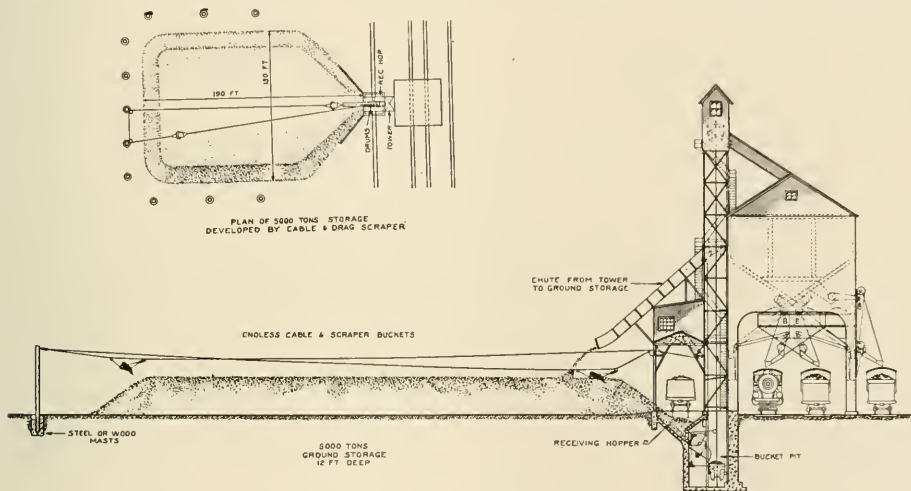 190 FT
130 FT
REC HOP
DRUMS
TOWER
PLAN OF 5000 TONS STORAGE
DEVELOPED BY CABLE & DRAG SCRAPER
CHUTE FROM TOWER
TO GROUND STORAGE
ENDLESS CABLE & SCRAPER BUCKETS
STEEL OR WOOD
MASTS
5000 TONS
GROUND STORAGE
12 FT DEEP
RECEIVING HOPPER
BUCKET PIT